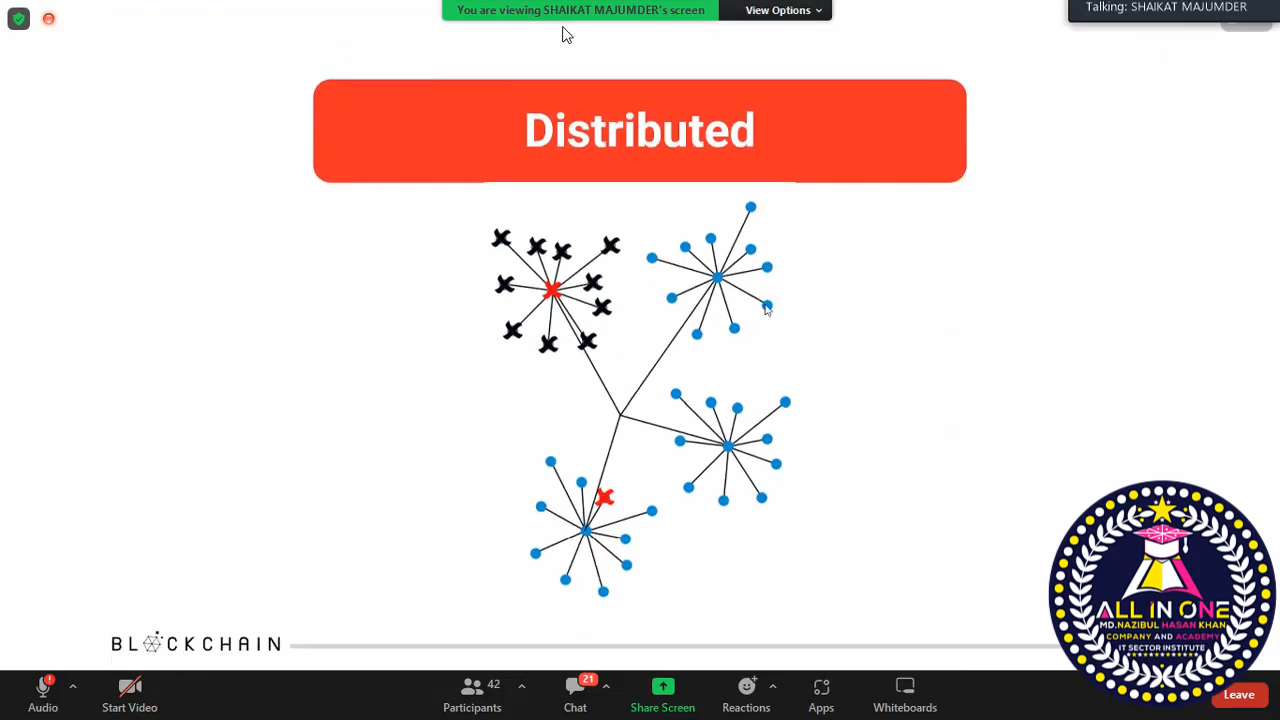 You are viewing SHAIKAT MAJUMDER's screen
View Options
Talking: SHAIKAT MAJUMDER
Distributed
BLOCKCHAIN
ALL IN ONE
MD.NAZIBUL HASAN KHAN
COMPANY AND ACADEMY
IT SECTOR INSTITUTE
Audio
Start Video
42
Participants
21
Chat
Share Screen
Reactions
Apps
Whiteboards
Leave